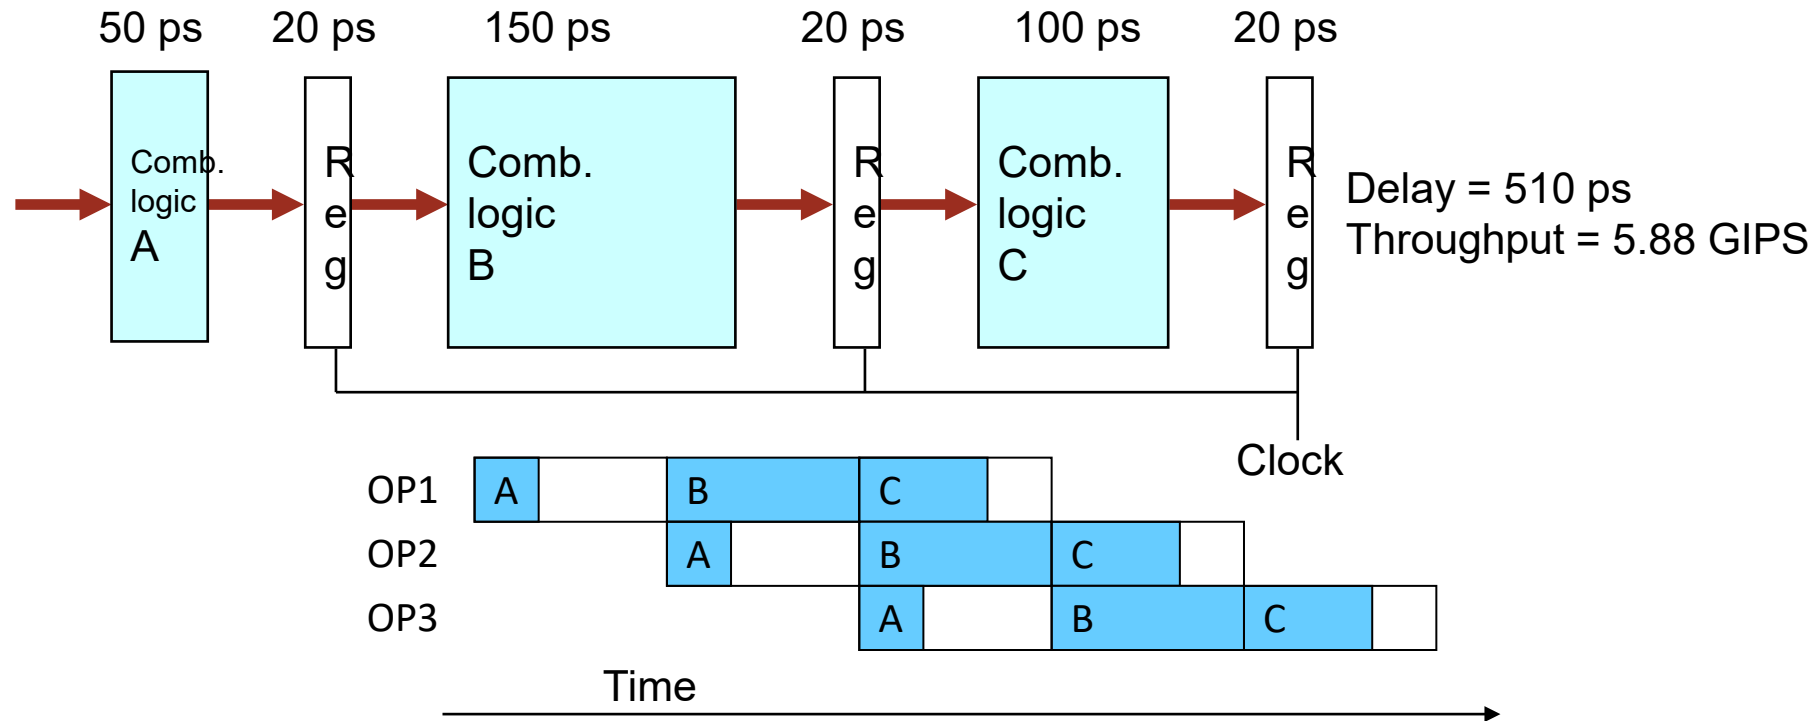 50 ps 20 ps 150 ps 20 ps 100 ps 20 ps
Comb.
logic
A
R
e
g
Comb.
logic
B
R
e
g
Comb.
logic
C
R
e
g
Delay = 510 ps
Throughput = 5.88 GIPS
Clock
OP1 A B C
OP2 A B C
OP3 A B C
Time